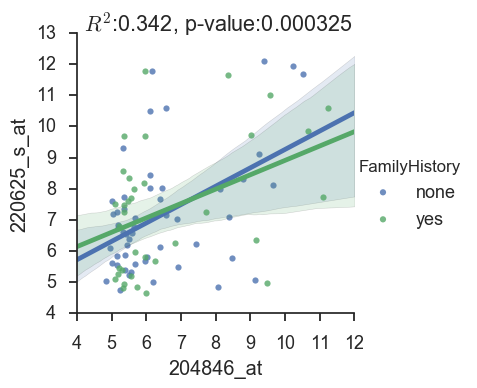 R²:0.342, p-value:0.000325
13
12
11
10
9
8
7
6
5
4
220625_s_at
4 5 6 7 8 9 10 11 12
204846_at
FamilyHistory
none
yes